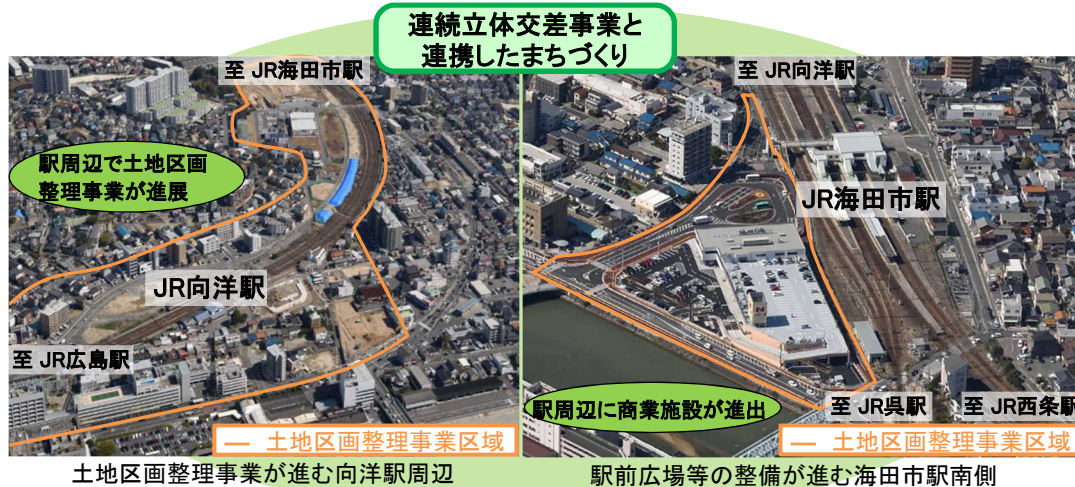 連続立体交差事業と
連携したまちづくり
至 JR海田市駅
駅周辺で土地区画
整理事業が進展
JR向洋駅
至 JR広島駅
土地区画整理事業区域
土地区画整理事業が進む向洋駅周辺
至 JR向洋駅
JR海田市駅
駅周辺に商業施設が進出
至 JR呉駅
至 JR西条駅
土地区画整理事業区域
駅前広場等の整備が進む海田市駅南側